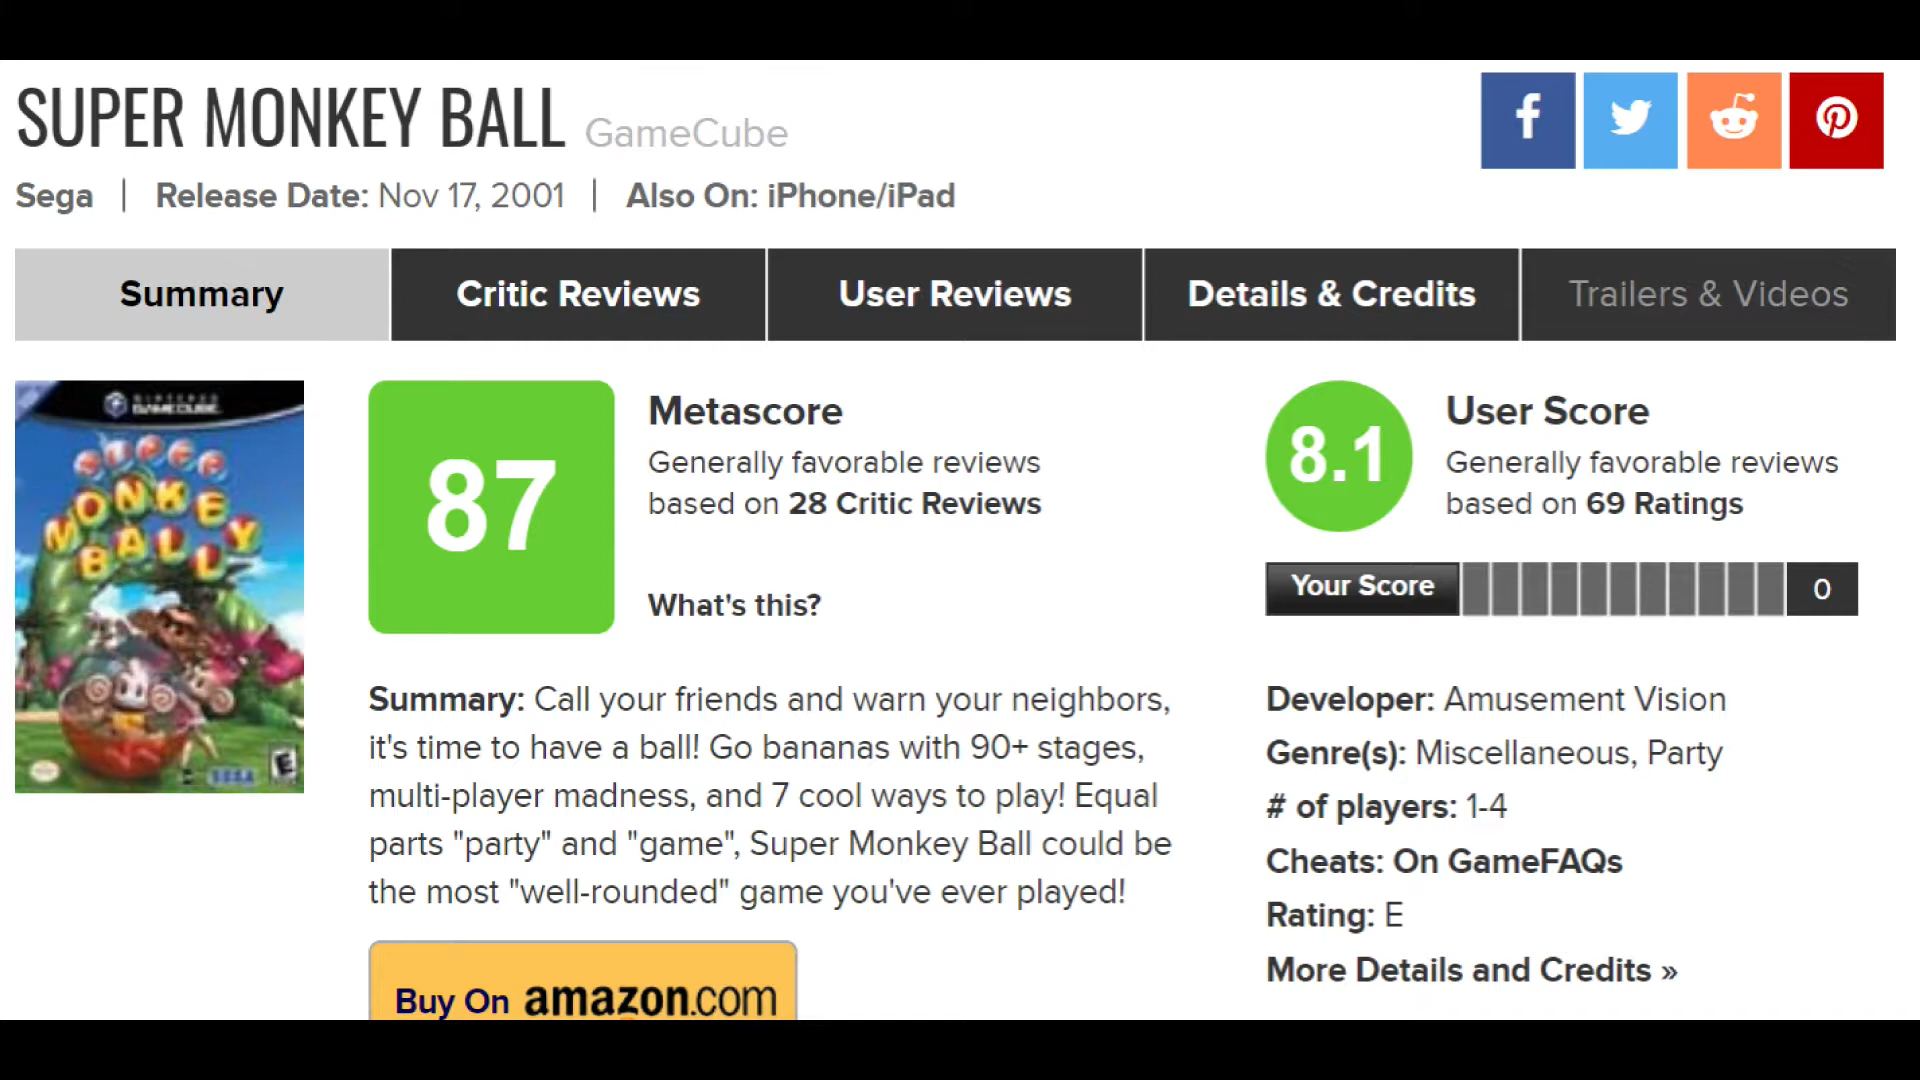 SUPER MONKEY BALL GameCube
Sega | Release Date: Nov 17, 2001 | Also On: iPhone/iPad
Summary
Critic Reviews
User Reviews
Details & Credits
Trailers & Videos
NINTENDO
GAMECUBE
SUPER
MONKEY
BALL
SEGA
E
87
Metascore
Generally favorable reviews
based on 28 Critic Reviews
What's this?
8.1
User Score
Generally favorable reviews
based on 69 Ratings
Your Score
0
Summary: Call your friends and warn your neighbors,
it's time to have a ball! Go bananas with 90+ stages,
multi-player madness, and 7 cool ways to play! Equal
parts "party" and "game", Super Monkey Ball could be
the most "well-rounded" game you've ever played!
Buy On amazon.com
Developer: Amusement Vision
Genre(s): Miscellaneous, Party
# of players: 1-4
Cheats: On GameFAQs
Rating: E
More Details and Credits »